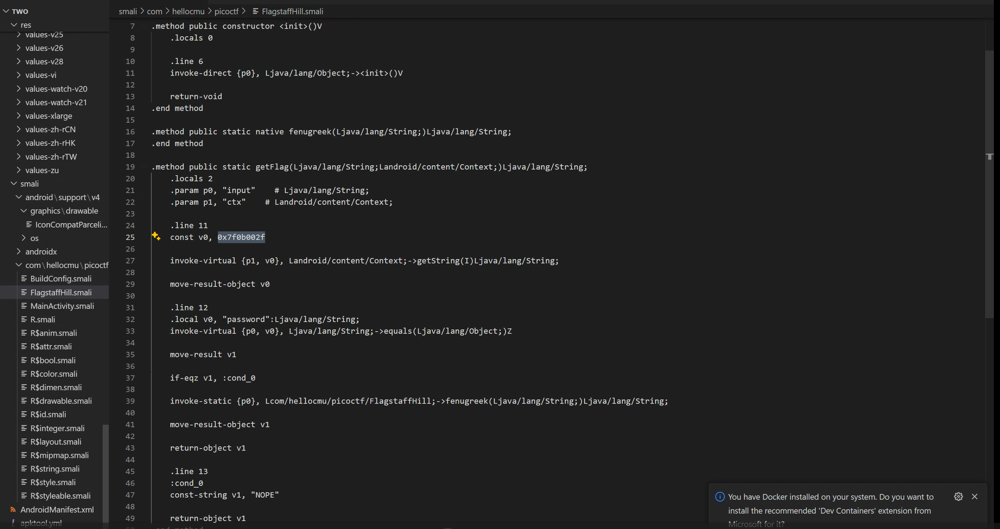 TWO
res
values-v25
values-v26
values-v28
values-vi
values-watch-v20
values-watch-v21
values-xlarge
values-zh-rCN
values-zh-rHK
values-zh-rTW
values-zu
smali
android\support\v4
graphics\drawable
IconCompatParceli...
os
androidx
com\hellocmu\picoctf
BuildConfig.smali
FlagstaffHill.smali
MainActivity.smali
R.smali
R$anim.smali
R$attr.smali
R$bool.smali
R$color.smali
R$dimen.smali
R$drawable.smali
R$id.smali
R$integer.smali
R$layout.smali
R$mipmap.smali
R$string.smali
R$style.smali
R$styleable.smali
AndroidManifest.xml
! apktool.yml
smali > com > hellocmu > picoctf > FlagstaffHill.smali
7 .method public constructor <init>()V
8 .locals 0
9
10 .line 6
11 invoke-direct {p0}, Ljava/lang/Object;-><init>()V
12
13 return-void
14 .end method
15
16 .method public static native fenugreek(Ljava/lang/String;)Ljava/lang/String;
17 .end method
18
19 .method public static getFlag(Ljava/lang/String;Landroid/content/Context;)Ljava/lang/String;
20 .locals 2
21 .param p0, "input"    # Ljava/lang/String;
22 .param p1, "ctx"    # Landroid/content/Context;
23
24 .line 11
25 const v0, 0x7f0b002f
26
27 invoke-virtual {p1, v0}, Landroid/content/Context;->getString(I)Ljava/lang/String;
28
29 move-result-object v0
30
31 .line 12
32 .local v0, "password":Ljava/lang/String;
33 invoke-virtual {p0, v0}, Ljava/lang/String;->equals(Ljava/lang/Object;)Z
34
35 move-result v1
36
37 if-eqz v1, :cond_0
38
39 invoke-static {p0}, Lcom/hellocmu/picoctf/FlagstaffHill;->fenugreek(Ljava/lang/String;)Ljava/lang/String;
40
41 move-result-object v1
42
43 return-object v1
44
45 .line 13
46 :cond_0
47 const-string v1, "NOPE"
48
49 return-object v1
50 .end method
You have Docker installed on your system. Do you want to
install the recommended 'Dev Containers' extension from
Microsoft for it?